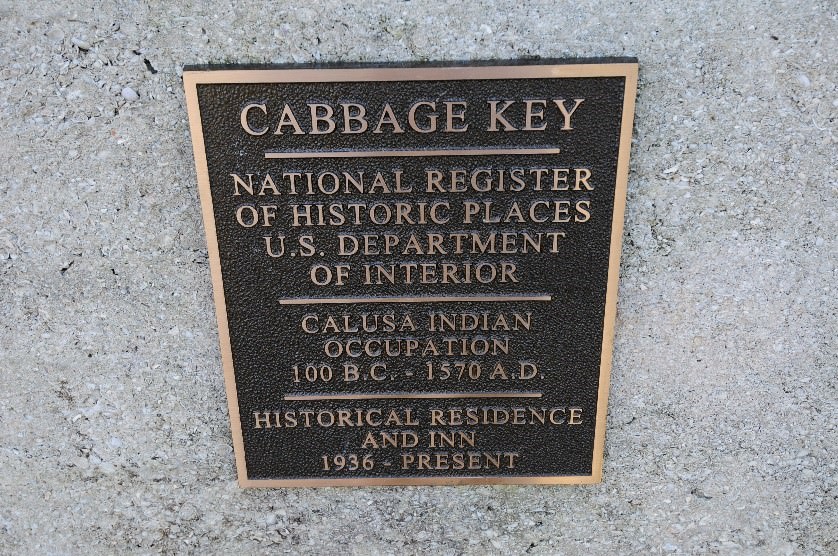 CABBAGE KEY
NATIONAL REGISTER
OF HISTORIC PLACES
U.S. DEPARTMENT
OF INTERIOR
CALUSA INDIAN
OCCUPATION
100 B.C. - 1570 A.D.
HISTORICAL RESIDENCE
AND INN
1936 - PRESENT